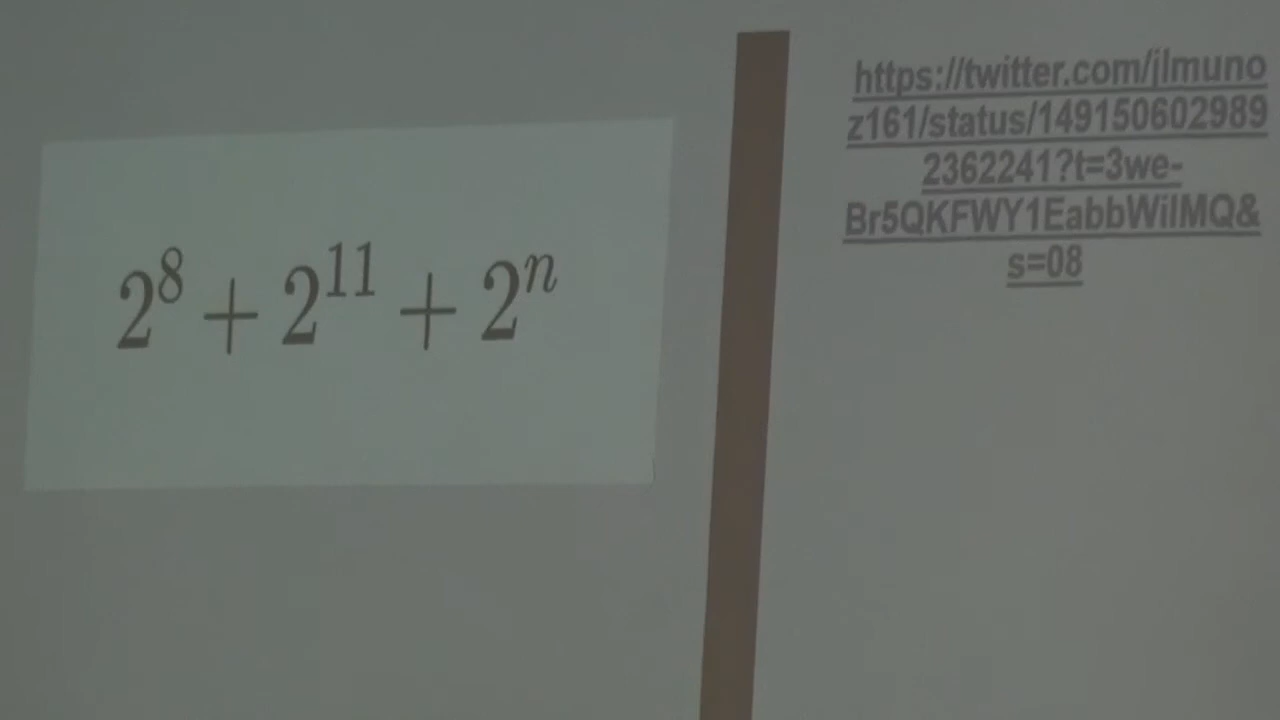 2^8 + 2^11 + 2^n
https://twitter.com/jlmuno
z161/status/149150602989
2362241?t=3we-
Br5QKFWY1EabbWilMQ&
s=08